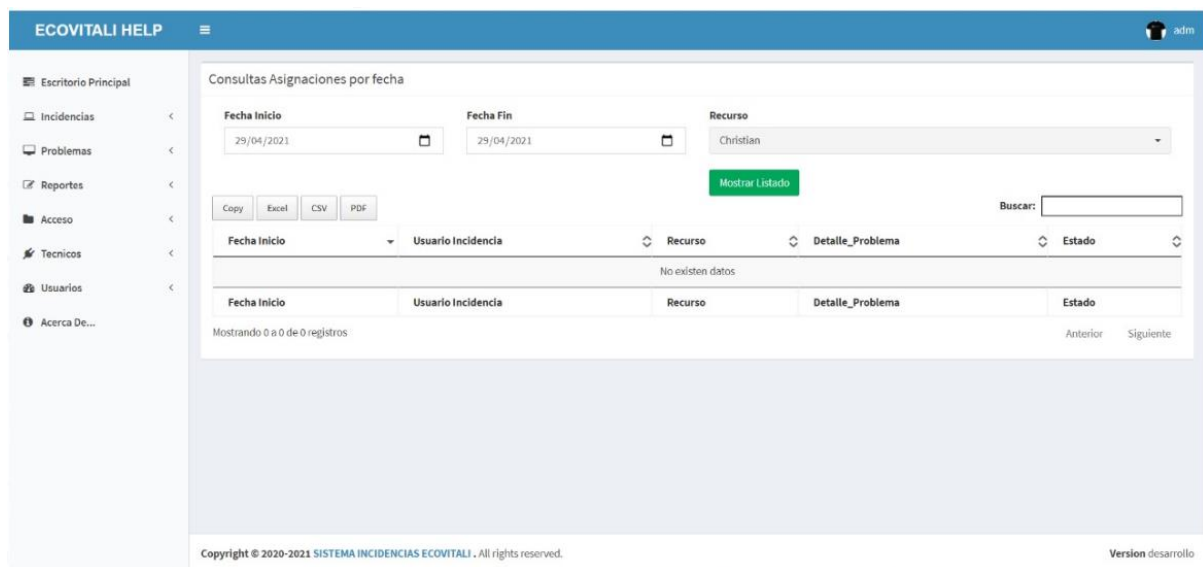 ECOVITALI HELP
adm
Escritorio Principal
Incidencias
Problemas
Reportes
Acceso
Tecnicos
Usuarios
Acerca De...
Consultas Asignaciones por fecha
Fecha Inicio Fecha Fin Recurso
29/04/2021 29/04/2021 Christian
Mostrar Listado
Copy Excel CSV PDF Buscar:
Fecha Inicio Usuario Incidencia Recurso Detalle_Problema Estado
No existen datos
Fecha Inicio Usuario Incidencia Recurso Detalle_Problema Estado
Mostrando 0 a 0 de 0 registros Anterior Siguiente
Copyright © 2020-2021 SISTEMA INCIDENCIAS ECOVITALI . All rights reserved. Version desarrollo